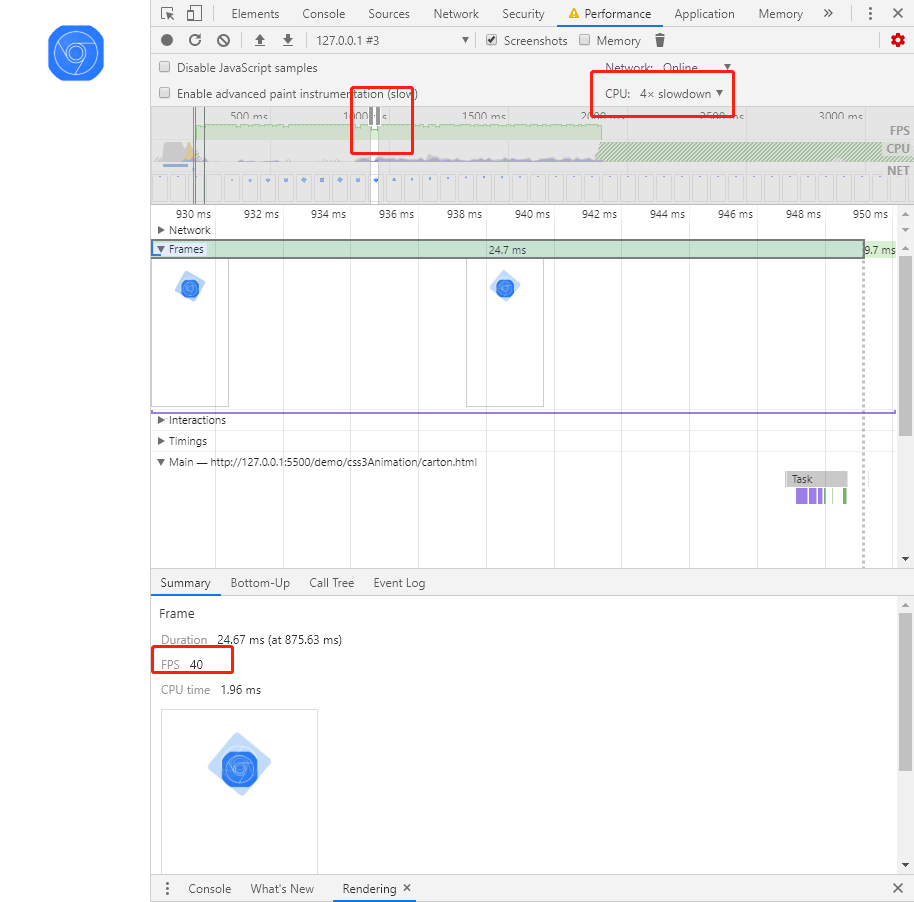 Elements Console Sources Network Security Performance Application Memory »
127.0.0.1 #3 Screenshots Memory
Disable JavaScript samples Network: Online
Enable advanced paint instrumentation (slow) CPU: 4× slowdown
500 ms 1000 ms 1500 ms 2000 ms 2500 ms 3000 ms
FPS
CPU
NET
930 ms 932 ms 934 ms 936 ms 938 ms 940 ms 942 ms 944 ms 946 ms 948 ms 950 ms
Network
Frames 24.7 ms 9.7 ms
Interactions
Timings
Main — http://127.0.0.1:5500/demo/css3Animation/carton.html
Task
Summary Bottom-Up Call Tree Event Log
Frame
Duration 24.67 ms (at 875.63 ms)
FPS 40
CPU time 1.96 ms
Console What's New Rendering ×